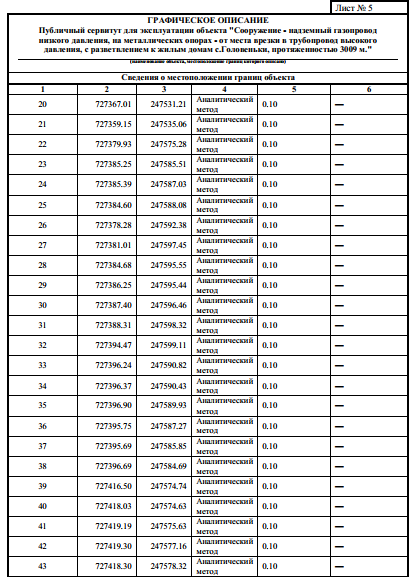 Лист № 5
ГРАФИЧЕСКОЕ ОПИСАНИЕ
Публичный сервитут для эксплуатации объекта "Сооружение - надземный газопровод
низкого давления, на металлических опорах - от места врезки в трубопровод высокого
давления, с разветлением к жилым домам с.Головеньки, протяженностью 3009 м."
(наименование объекта, местоположение границ которого описано)
Сведения о местоположении границ объекта
1 2 3 4 5 6
20 727367.01 247531.21 Аналитический метод 0.10 —
21 727359.15 247535.06 Аналитический метод 0.10 —
22 727379.93 247575.28 Аналитический метод 0.10 —
23 727385.25 247585.51 Аналитический метод 0.10 —
24 727385.39 247587.03 Аналитический метод 0.10 —
25 727384.60 247588.08 Аналитический метод 0.10 —
26 727378.28 247592.38 Аналитический метод 0.10 —
27 727381.01 247597.45 Аналитический метод 0.10 —
28 727384.68 247595.55 Аналитический метод 0.10 —
29 727386.25 247595.44 Аналитический метод 0.10 —
30 727387.40 247596.46 Аналитический метод 0.10 —
31 727388.31 247598.32 Аналитический метод 0.10 —
32 727394.47 247599.11 Аналитический метод 0.10 —
33 727396.24 247590.82 Аналитический метод 0.10 —
34 727396.37 247590.43 Аналитический метод 0.10 —
35 727396.90 247589.93 Аналитический метод 0.10 —
36 727395.75 247587.27 Аналитический метод 0.10 —
37 727395.69 247585.85 Аналитический метод 0.10 —
38 727396.69 247584.69 Аналитический метод 0.10 —
39 727416.50 247574.74 Аналитический метод 0.10 —
40 727418.03 247574.63 Аналитический метод 0.10 —
41 727419.19 247575.63 Аналитический метод 0.10 —
42 727419.30 247577.16 Аналитический метод 0.10 —
43 727418.30 247578.32 Аналитический метод 0.10 —